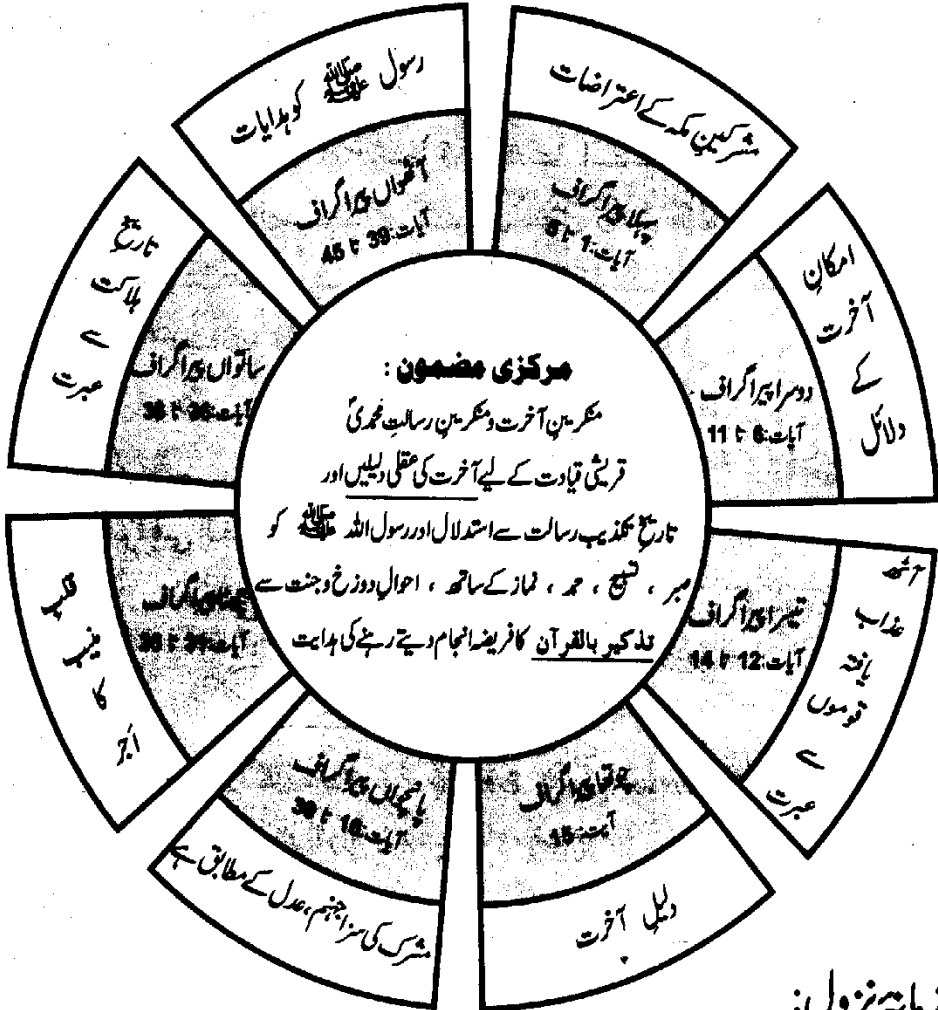 مشرکینِ مکہ کے اعتراضات
پہلا پیراگراف
آیات: 1 تا 5
امکانِ
آخرت
کے
دلائل
دوسرا پیراگراف
آیات: 6 تا 11
آٹھ
عذاب
یافتہ
قوموں
سے
عبرت
تیسرا پیراگراف
آیات: 12 تا 14
دلیلِ آخرت
چوتھا پیراگراف
آیت: 15
مشرک کی سزا جہنم، عدل کے مطابق ہے
پانچواں پیراگراف
آیات: 16 تا 30
قلبِ
منیب
کا
اَجر
چھٹا پیراگراف
آیات: 31 تا
تاریخِ
ہلاکت
سے
عبرت
ساتواں پیراگراف
آیات: 36 تا 38
رسول ﷺ کو ہدایات
آٹھواں پیراگراف
آیات: 39 تا 45
مرکزی مضمون :
منکرینِ آخرت و منکرینِ رسالتِ محمدیؐ
قریشی قیادت کے لیے آخرت کی عقلی دلیلیں اور
تاریخِ تکذیبِ رسالت سے استدلال اور رسول اللہ ﷺ کو
صبر ، تسبیح ، حمد ، نماز کے ساتھ ، احوالِ دوزخ و جنت سے
تذکیر بالقرآن کا فریضہ انجام دیتے رہنے کی ہدایت
زمانۂ نزول: